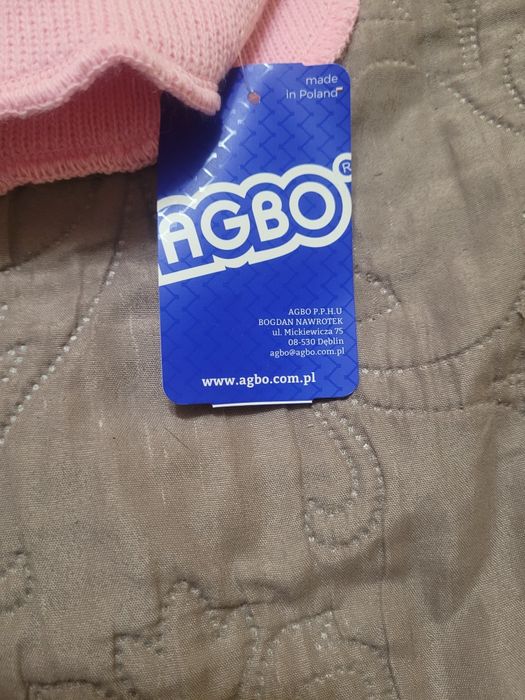 made
in Poland
AGBO®
AGBO P.P.H.U
BOGDAN NAWROTEK
ul. Mickiewicza 75
08-530 Dęblin
agbo@agbo.com.pl
www.agbo.com.pl